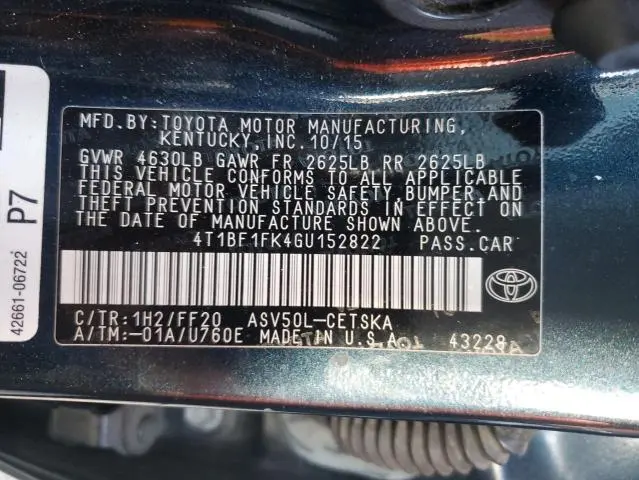 MFD. BY:TOYOTA MOTOR MANUFACTURING,
KENTUCKY, INC. 10/15
GVWR 4630LB GAWR FR 2625LB RR 2625LB
THIS VEHICLE CONFORMS TO ALL APPLICABLE
FEDERAL MOTOR VEHICLE SAFETY, BUMPER, AND
THEFT PREVENTION STANDARDS IN EFFECT ON
THE DATE OF MANUFACTURE SHOWN ABOVE.
4T1BF1FK4GU152822 PASS. CAR
C/TR:1H2/FF20 ASV50L-CETSKA
A/TM:-01A/U760E MADE IN U.S.A. 43228
P7
42661-06722